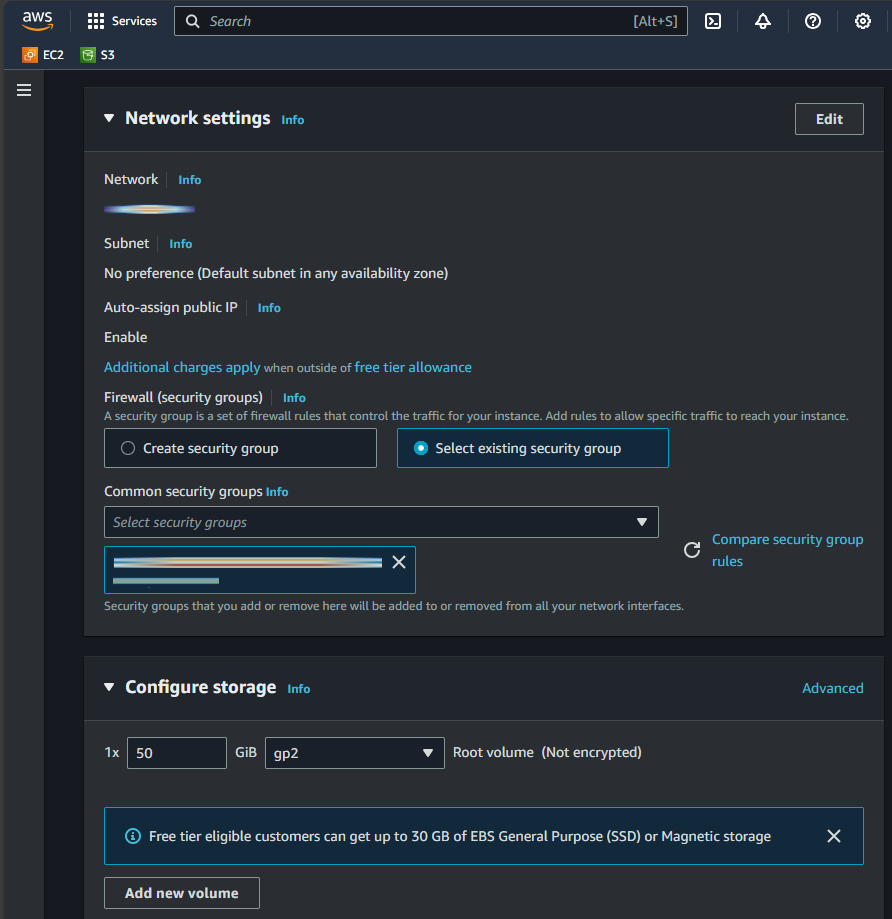 aws
Services
Search [Alt+S]
EC2 S3
Network settings Info
Edit
Network Info
Subnet Info
No preference (Default subnet in any availability zone)
Auto-assign public IP Info
Enable
Additional charges apply when outside of free tier allowance
Firewall (security groups) Info
A security group is a set of firewall rules that control the traffic for your instance. Add rules to allow specific traffic to reach your instance.
Create security group
Select existing security group
Common security groups Info
Select security groups
Compare security group
rules
Security groups that you add or remove here will be added to or removed from all your network interfaces.
Configure storage Info
Advanced
1x 50 GiB gp2 Root volume (Not encrypted)
Free tier eligible customers can get up to 30 GB of EBS General Purpose (SSD) or Magnetic storage
Add new volume